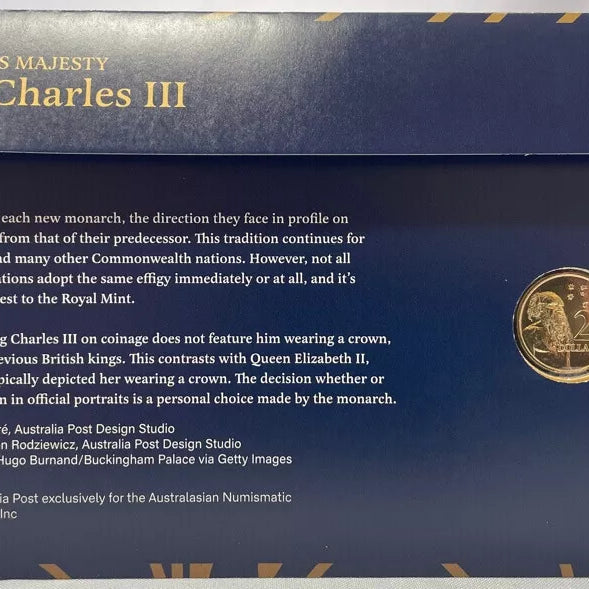 S MAJESTY
Charles III
each new monarch, the direction they face in profile on
from that of their predecessor. This tradition continues for
nd many other Commonwealth nations. However, not all
ations adopt the same effigy immediately or at all, and it's
est to the Royal Mint.
g Charles III on coinage does not feature him wearing a crown,
evious British kings. This contrasts with Queen Elizabeth II,
pically depicted her wearing a crown. The decision whether or
n in official portraits is a personal choice made by the monarch.
ré, Australia Post Design Studio
n Rodziewicz, Australia Post Design Studio
Hugo Burnand/Buckingham Palace via Getty Images
ia Post exclusively for the Australasian Numismatic
Inc
2
DOLLA